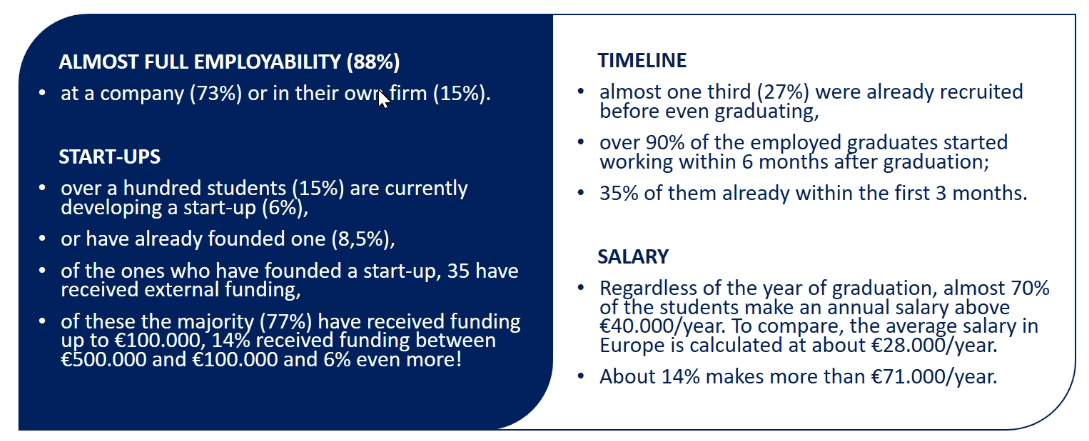 ALMOST FULL EMPLOYABILITY (88%)
• at a company (73%) or in their own firm (15%).
START-UPS
• over a hundred students (15%) are currently
developing a start-up (6%),
• or have already founded one (8,5%),
• of the ones who have founded a start-up, 35 have
received external funding,
• of these the majority (77%) have received funding
up to €100.000, 14% received funding between
€500.000 and €100.000 and 6% even more!
TIMELINE
• almost one third (27%) were already recruited
before even graduating,
• over 90% of the employed graduates started
working within 6 months after graduation;
• 35% of them already within the first 3 months.
SALARY
• Regardless of the year of graduation, almost 70%
of the students make an annual salary above
€40.000/year. To compare, the average salary in
Europe is calculated at about €28.000/year.
• About 14% makes more than €71.000/year.